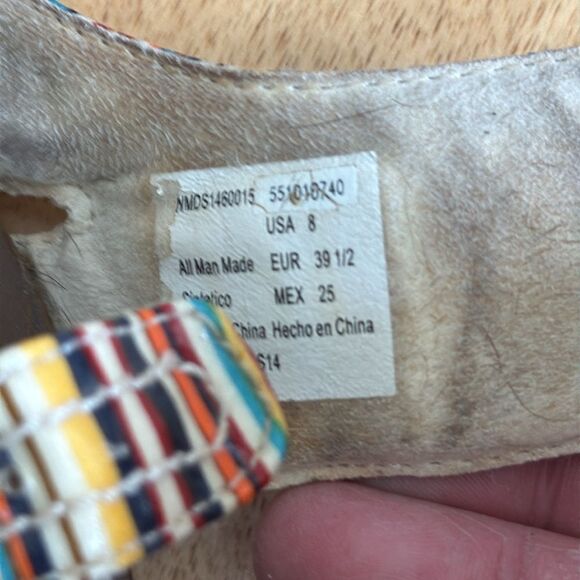 NMDS1460015 551010740
USA 8
All Man Made EUR 39 1/2
Sintetico MEX 25
China Hecho en China
S14